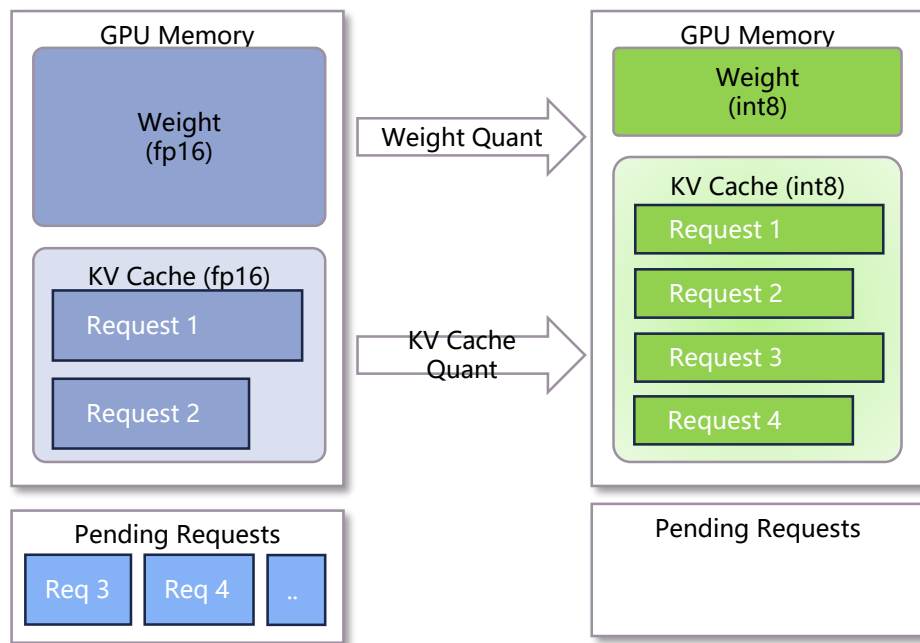 GPU Memory
Weight
(fp16)
KV Cache (fp16)
Request 1
Request 2
Pending Requests
Req 3
Req 4
..
Weight Quant
KV Cache
Quant
GPU Memory
Weight
(int8)
KV Cache (int8)
Request 1
Request 2
Request 3
Request 4
Pending Requests